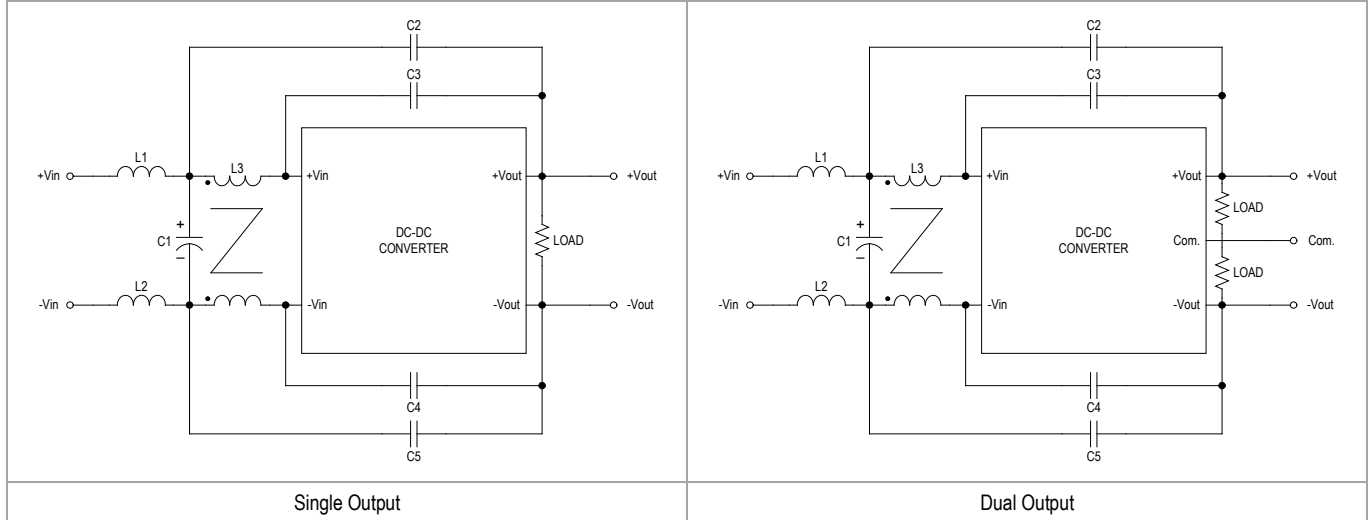 C2
C3
L1
L3
+Vin
+Vin
+Vout
+Vout
+
C1
–
DC-DC
CONVERTER
LOAD
L2
-Vin
-Vin
-Vout
-Vout
C4
C5
Single Output
C2
C3
L1
L3
+Vin
+Vin
+Vout
+Vout
LOAD
+
C1
–
DC-DC
CONVERTER
Com.
Com.
LOAD
L2
-Vin
-Vin
-Vout
-Vout
C4
C5
Dual Output